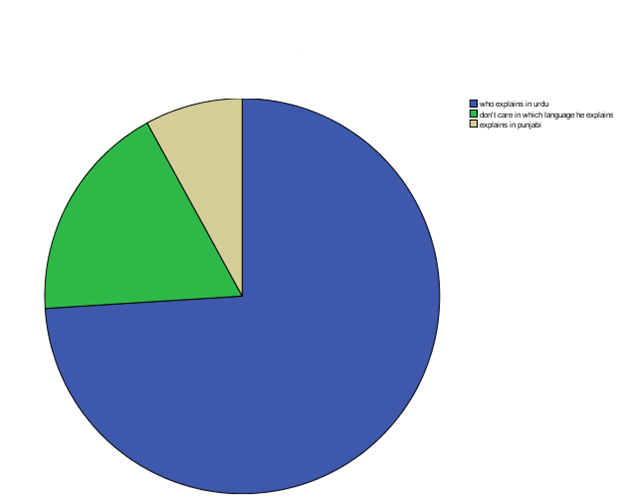 who explains in urdu
don't care in which language he explains
explains in punjabi